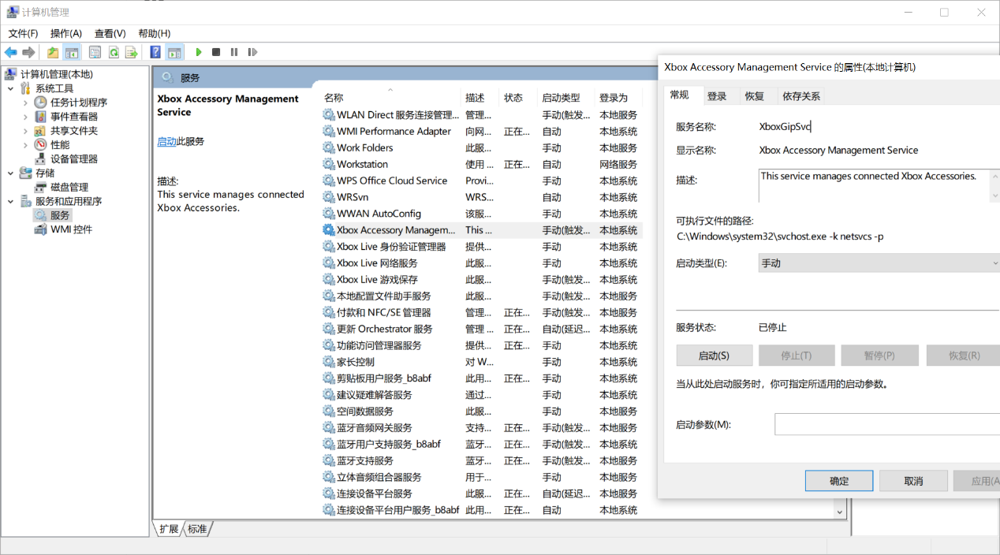 计算机管理
文件(F) 操作(A) 查看(V) 帮助(H)
计算机管理(本地)
系统工具
任务计划程序
事件查看器
共享文件夹
性能
设备管理器
存储
磁盘管理
服务和应用程序
服务
WMI 控件
服务
Xbox Accessory Management
Service
启动此服务
描述:
This service manages connected
Xbox Accessories.
名称 描述 状态 启动类型 登录为
WLAN Direct 服务连接管理... 管理... 手动(触发... 本地服务
WMI Performance Adapter 向网... 正在... 自动 本地系统
Work Folders 此服... 手动 本地服务
Workstation 使用 ... 正在... 自动 网络服务
WPS Office Cloud Service Provi... 手动 本地系统
WRSvn WRS... 自动 本地系统
WWAN AutoConfig 该服... 手动 本地系统
Xbox Accessory Managem... This ... 手动(触发... 本地系统
Xbox Live 身份验证管理器 提供... 手动 本地系统
Xbox Live 网络服务 此服... 手动 本地系统
Xbox Live 游戏保存 此服... 手动(触发... 本地系统
本地配置文件助手服务 此服... 手动(触发... 本地服务
付款和 NFC/SE 管理器 管理... 正在... 手动(触发... 本地服务
更新 Orchestrator 服务 管理 ... 正在... 自动(延迟... 本地系统
功能访问管理器服务 提供... 正在... 手动 本地系统
家长控制 对 W... 手动 本地系统
剪贴板用户服务_b8abf 此用... 正在... 手动 本地系统
建议疑难解答服务 通过... 手动 本地系统
空间数据服务 此服... 手动 本地服务
蓝牙音频网关服务 支持... 正在... 手动(触发... 本地服务
蓝牙用户支持服务_b8abf 蓝牙... 正在... 手动(触发... 本地系统
蓝牙支持服务 蓝牙... 正在... 手动(触发... 本地服务
立体音频组合器服务 用于... 手动 本地服务
连接设备平台服务 此服... 正在... 自动(延迟... 本地服务
连接设备平台用户服务_b8abf 此用... 正在... 自动 本地系统
扩展 标准
Xbox Accessory Management Service 的属性(本地计算机)
常规 登录 恢复 依存关系
服务名称: XboxGipSvc
显示名称: Xbox Accessory Management Service
描述: This service manages connected Xbox Accessories.
可执行文件的路径:
C:\Windows\system32\svchost.exe -k netsvcs -p
启动类型(E): 手动
服务状态: 已停止
启动(S) 停止(T) 暂停(P) 恢复(R)
当从此处启动服务时，你可指定所适用的启动参数。
启动参数(M):
确定 取消 应用(A